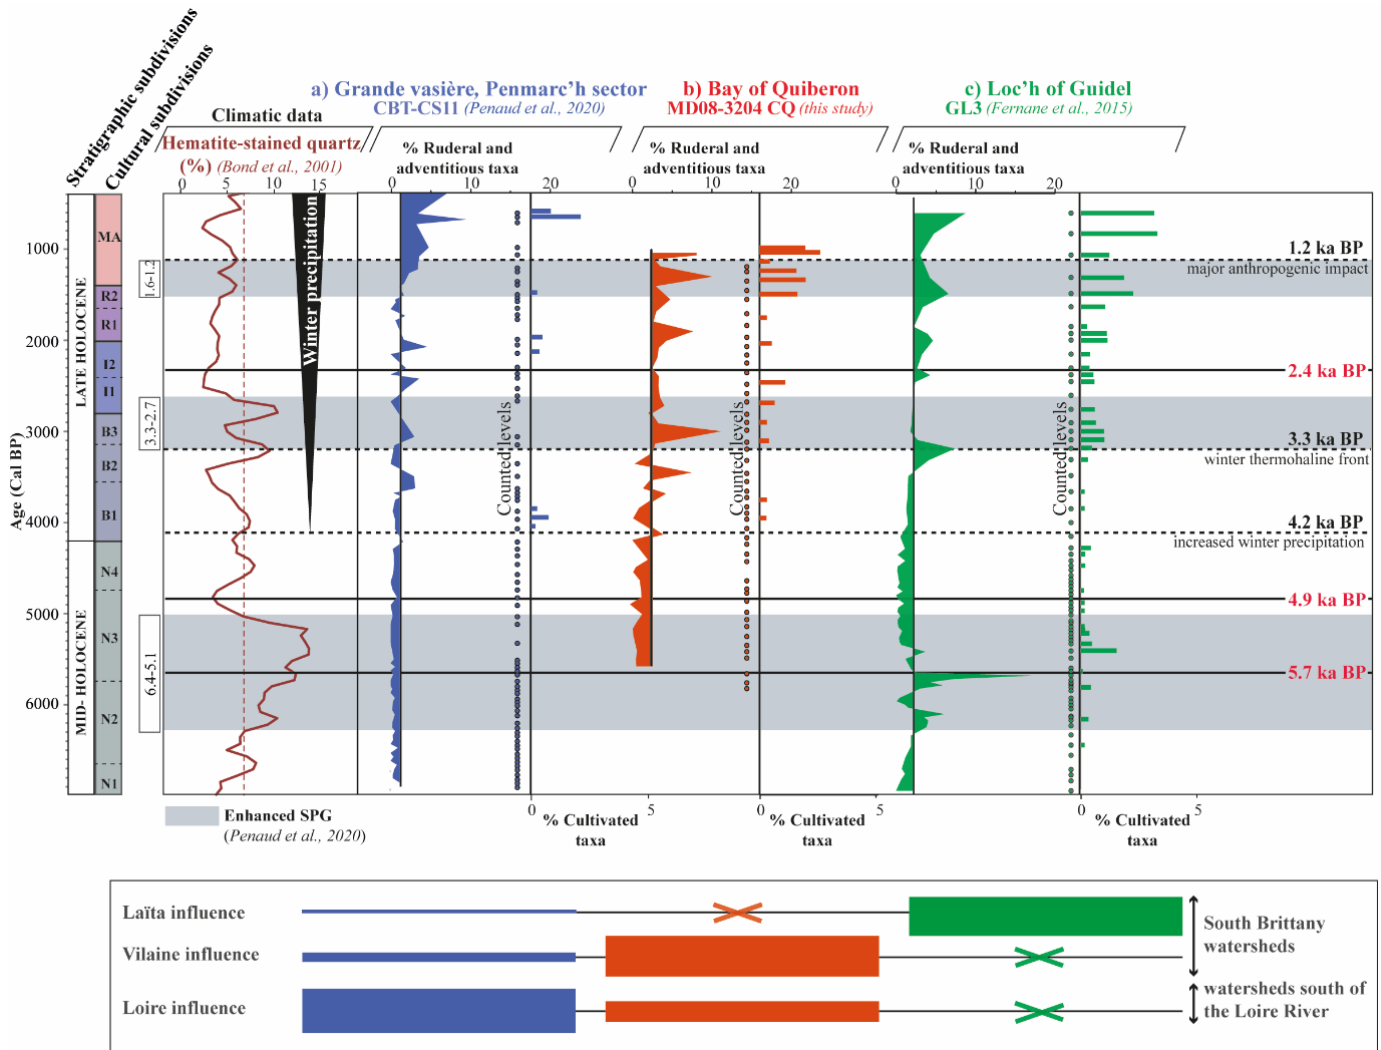 Stratigraphic subdivisions
Cultural subdivisions
a) Grande vasière, Penmarc'h sector
CBT-CS11 (Penaud et al., 2020)
b) Bay of Quiberon
MD08-3204 CQ (this study)
c) Loc'h of Guidel
GL3 (Fernane et al., 2015)
Climatic data
Hematite-stained quartz
(%) (Bond et al., 2001)
0 5 10 15
% Ruderal and
adventitious taxa
0 10 20
% Ruderal and
adventitious taxa
0 10 20
% Ruderal and
adventitious taxa
0 10 20
Age (Cal BP)
1000
2000
3000
4000
5000
6000
LATE HOLOCENE
MID- HOLOCENE
MA
R2
R1
I2
I1
B3
B2
B1
N4
N3
N2
N1
1.6-1.2
3.3-2.7
6.4-5.1
Winter precipitation
Counted levels
Counted levels
Counted levels
1.2 ka BP
major anthropogenic impact
2.4 ka BP
3.3 ka BP
winter thermohaline front
4.2 ka BP
increased winter precipitation
4.9 ka BP
5.7 ka BP
0 5
% Cultivated
taxa
0 5
% Cultivated
taxa
0 5
% Cultivated
taxa
Enhanced SPG
(Penaud et al., 2020)
Laïta influence
Vilaine influence
Loire influence
South Brittany
watersheds
watersheds south of
the Loire River